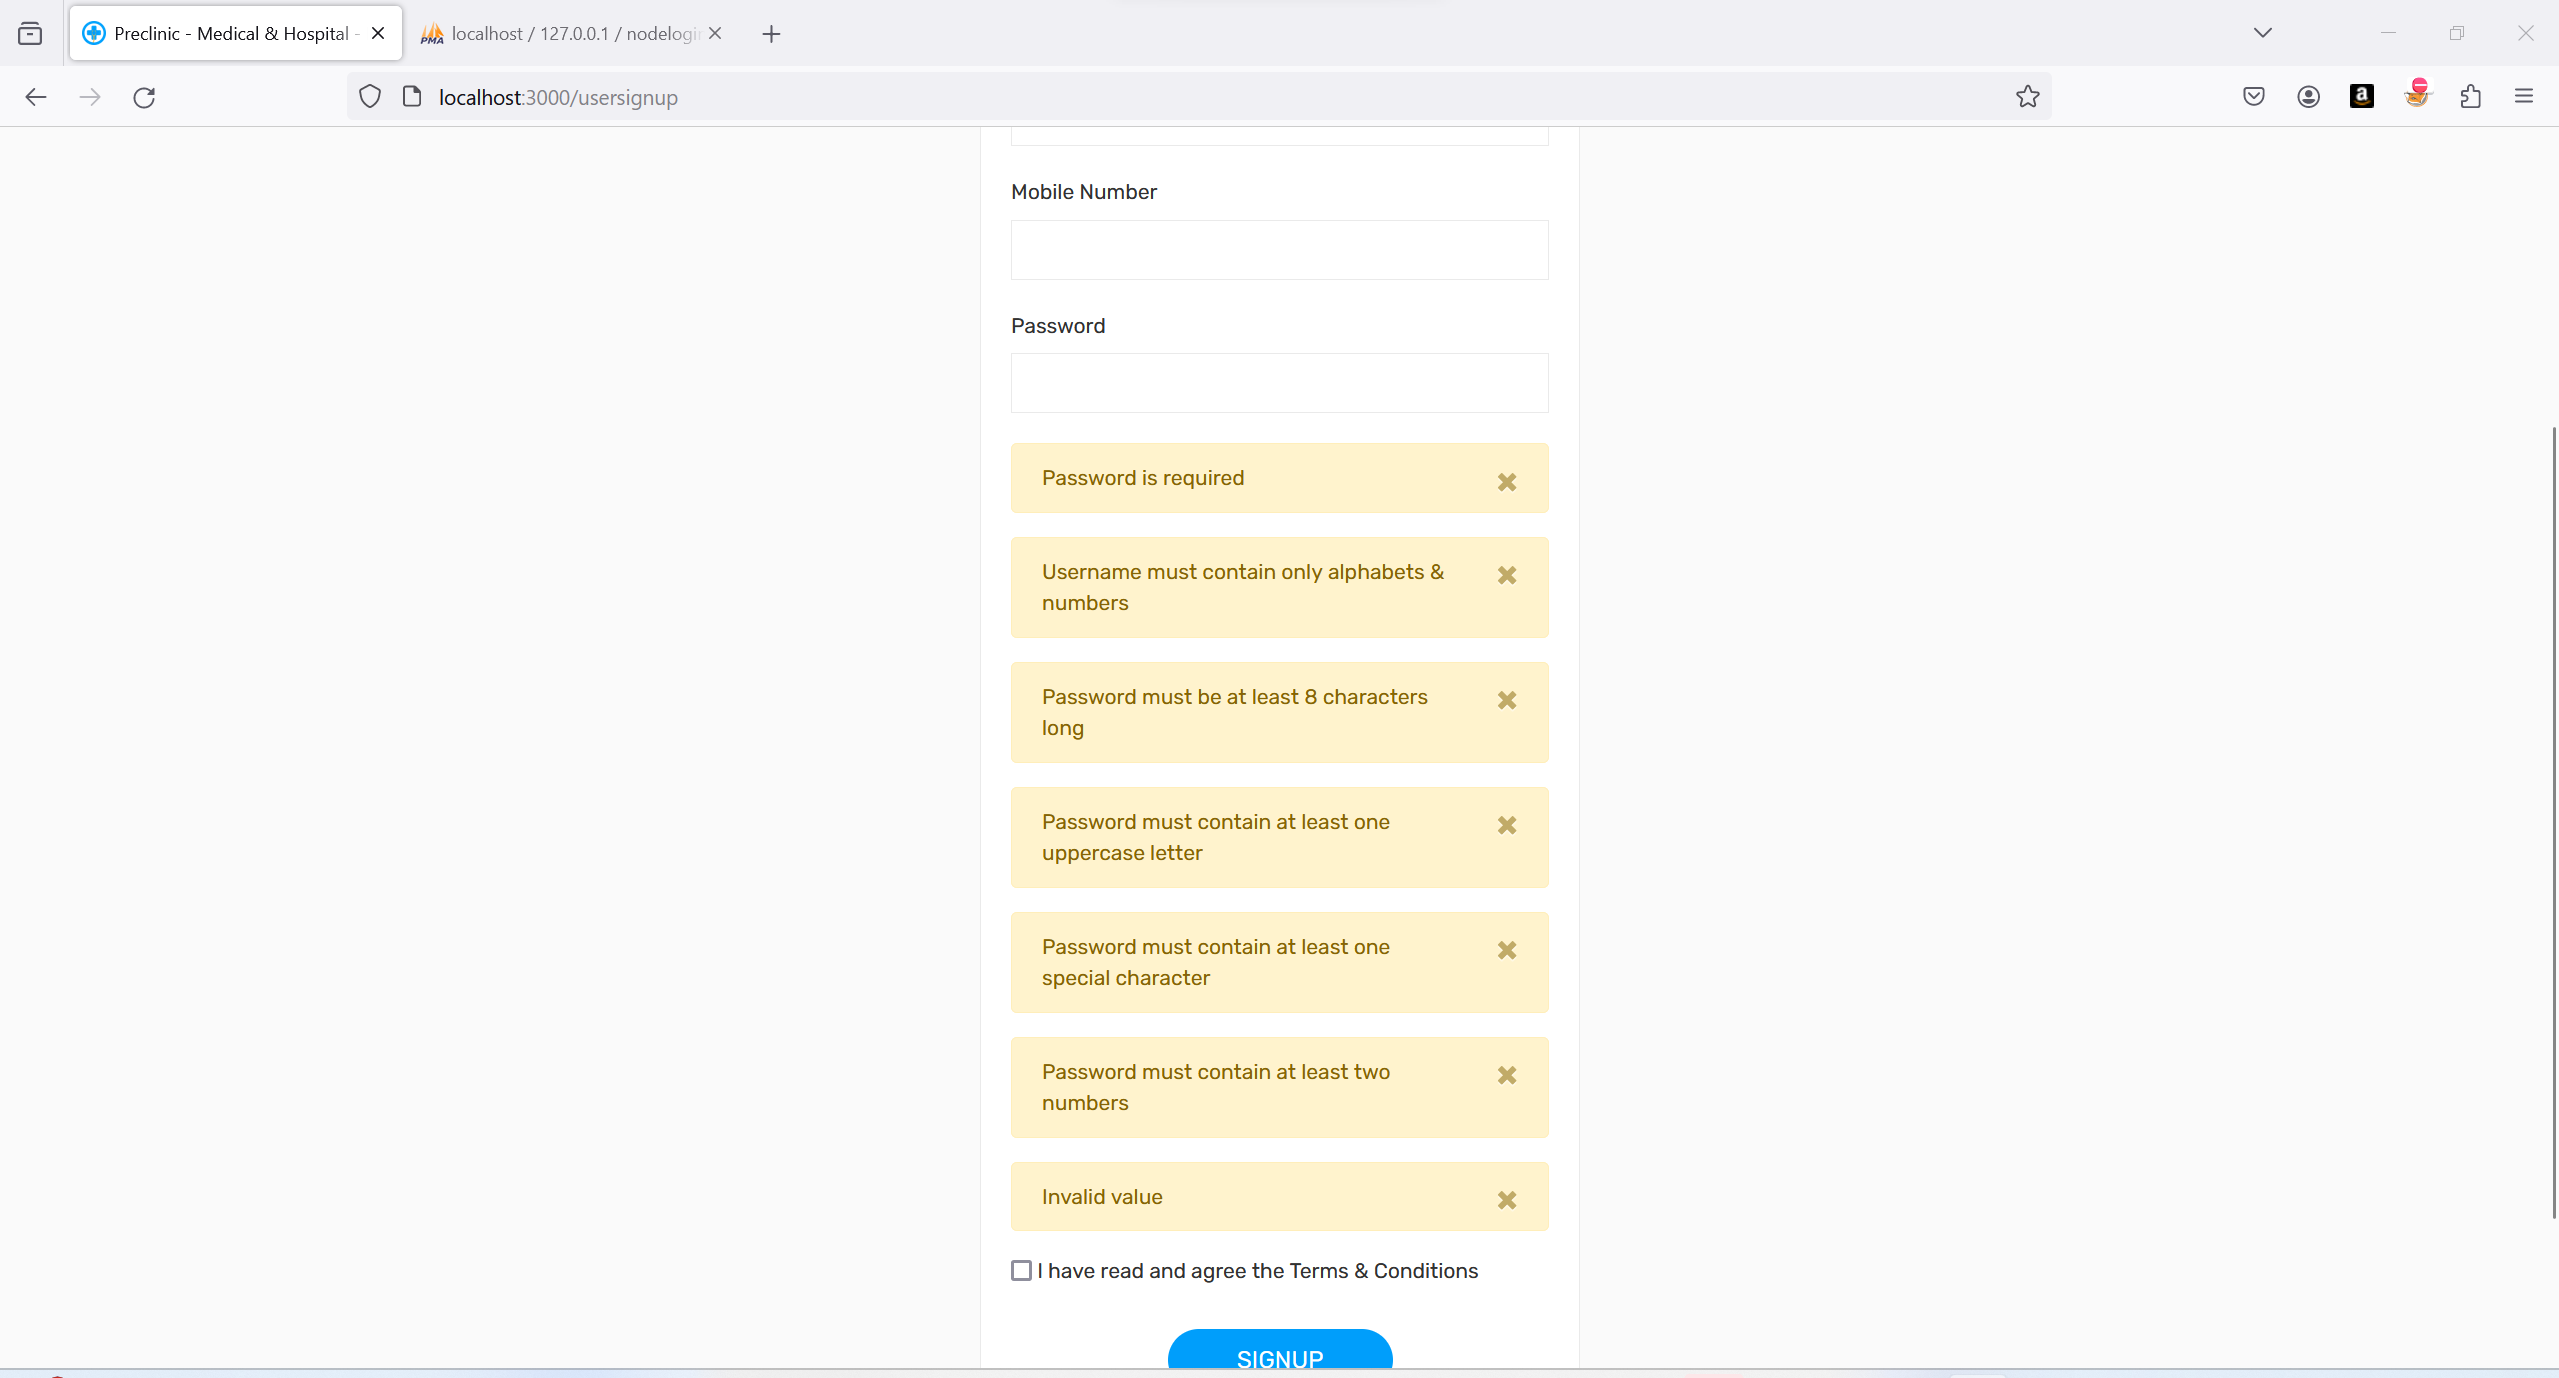 Preclinic - Medical & Hospital -
localhost / 127.0.0.1 / nodelogi
localhost:3000/usersignup
Mobile Number
Password
Password is required
Username must contain only alphabets &
numbers
Password must be at least 8 characters
long
Password must contain at least one
uppercase letter
Password must contain at least one
special character
Password must contain at least two
numbers
Invalid value
I have read and agree the Terms & Conditions
SIGNUP